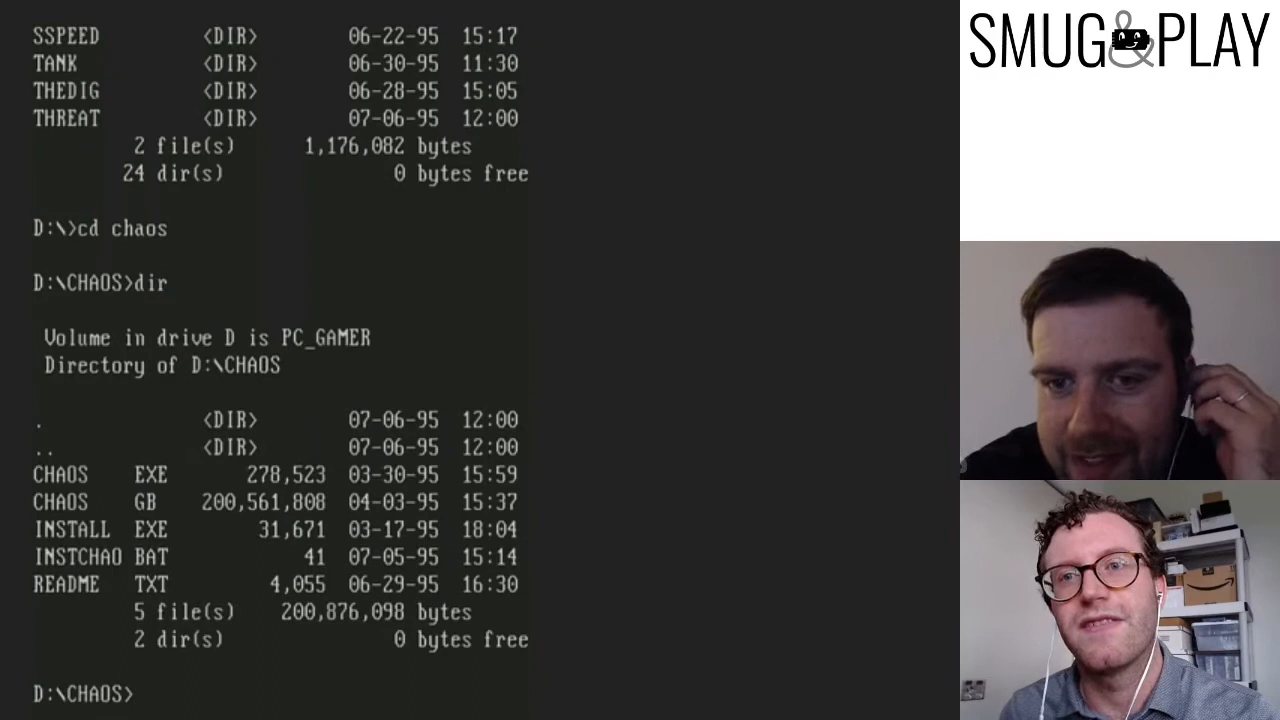 SSPEED <DIR> 06-22-95 15:17
TANK <DIR> 06-30-95 11:30
THEDIG <DIR> 06-28-95 15:05
THREAT <DIR> 07-06-95 12:00
2 file(s) 1,176,082 bytes
24 dir(s) 0 bytes free
D:\>cd chaos
D:\CHAOS>dir
Volume in drive D is PC_GAMER
Directory of D:\CHAOS
. <DIR> 07-06-95 12:00
.. <DIR> 07-06-95 12:00
CHAOS EXE 278,523 03-30-95 15:59
CHAOS GB 200,561,808 04-03-95 15:37
INSTALL EXE 31,671 03-17-95 18:04
INSTCHAO BAT 41 07-05-95 15:14
README TXT 4,055 06-29-95 16:30
5 file(s) 200,876,098 bytes
2 dir(s) 0 bytes free
D:\CHAOS>
SMUG&PLAY